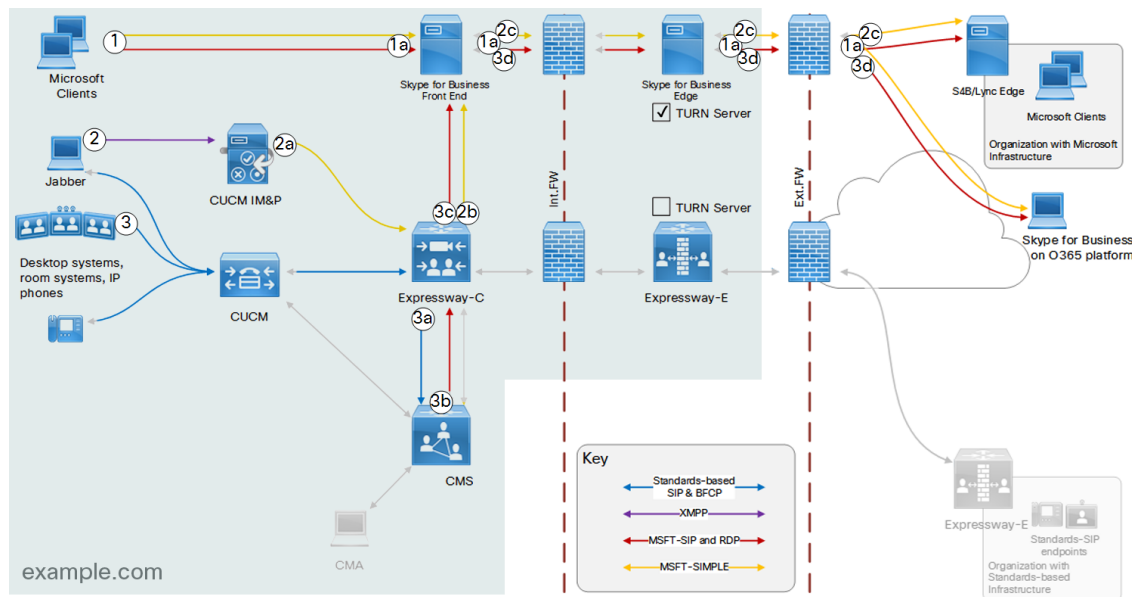 1
1a
1a
2c
3d
1a
2c
3d
1a
2c
3d
Microsoft
Clients
Skype for Business
Front End
Skype for Business
Edge
TURN Server
S4B/Lync Edge
Microsoft Clients
Organization with Microsoft
Infrastructure
2
2a
Jabber
CUCM IM&P
Int.FW
Ext.FW
3
3c
2b
TURN Server
Skype for Business
on O365 platform
Desktop systems,
room systems, IP
phones
CUCM
Expressway-C
Expressway-E
3a
3b
CMS
CMA
Key
Standards-based
SIP & BFCP
XMPP
MSFT-SIP and RDP
MSFT-SIMPLE
Expressway-E
Standards-SIP
endpoints
Organization with
Standards-based
Infrastructure
example.com